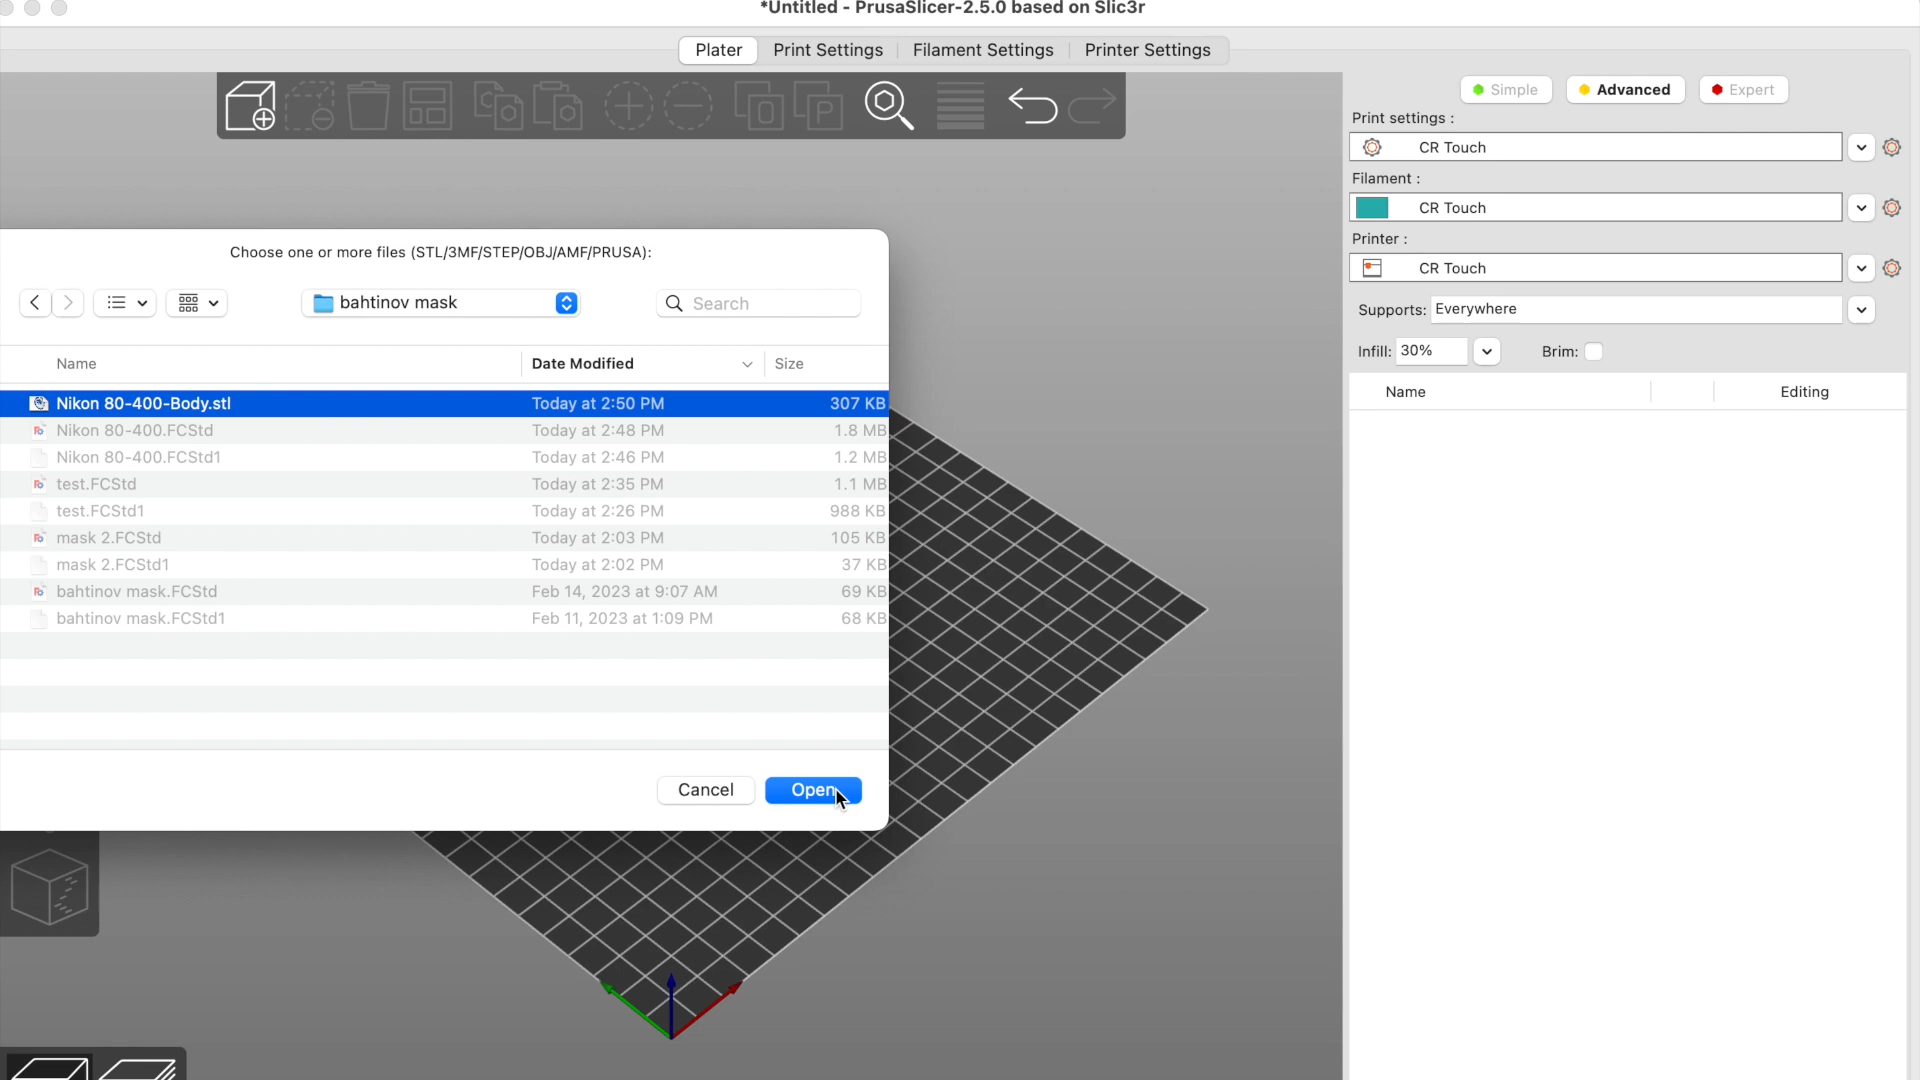 *Untitled - PrusaSlicer-2.5.0 based on Slic3r
Plater Print Settings Filament Settings Printer Settings
Simple Advanced Expert
Print settings :
CR Touch
Filament :
CR Touch
Printer :
CR Touch
Supports: Everywhere
Infill: 30% Brim:
Name Editing
Choose one or more files (STL/3MF/STEP/OBJ/AMF/PRUSA):
bahtinov mask Search
Name Date Modified Size
Nikon 80-400-Body.stl Today at 2:50 PM 307 KB
Nikon 80-400.FCStd Today at 2:48 PM 1.8 MB
Nikon 80-400.FCStd1 Today at 2:46 PM 1.2 MB
test.FCStd Today at 2:35 PM 1.1 MB
test.FCStd1 Today at 2:26 PM 988 KB
mask 2.FCStd Today at 2:03 PM 105 KB
mask 2.FCStd1 Today at 2:02 PM 37 KB
bahtinov mask.FCStd Feb 14, 2023 at 9:07 AM 69 KB
bahtinov mask.FCStd1 Feb 11, 2023 at 1:09 PM 68 KB
Cancel Open